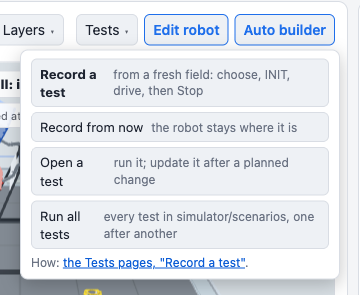 Layers ▾ Tests ▾ Edit robot Auto builder
Record a from a fresh field: choose, INIT,
test drive, then Stop
Record from now the robot stays where it is
Open a run it; update it after a planned
test change
Run all every test in simulator/scenarios, one
tests after another
How: the Tests pages, "Record a test".